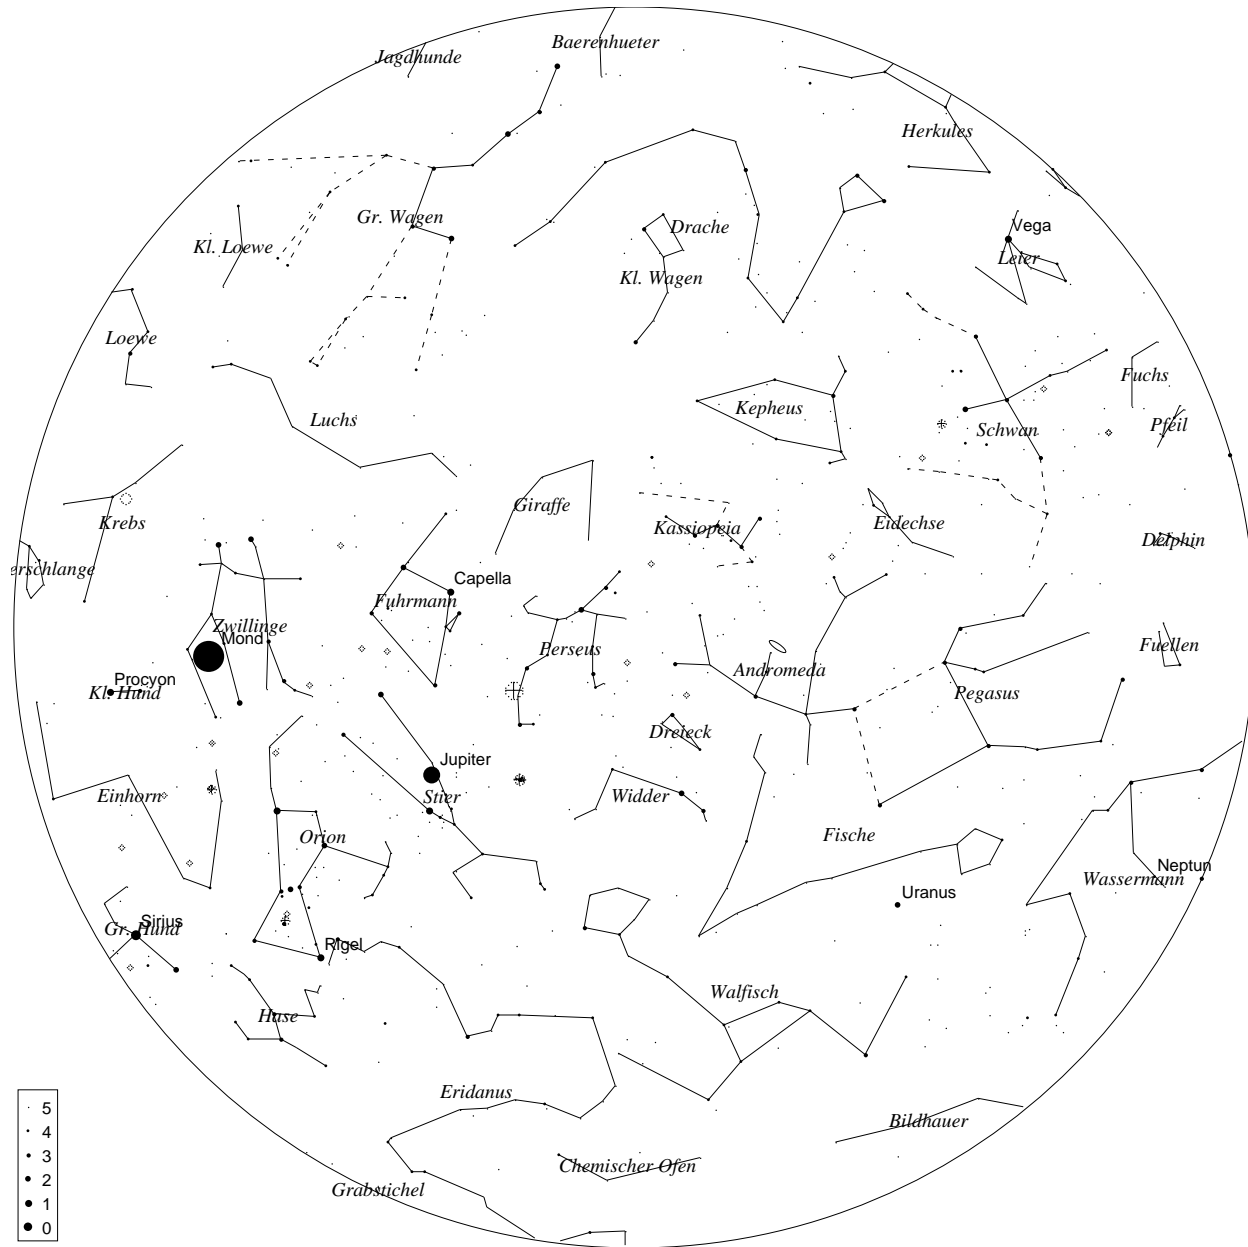 Baerenhueter
Jagdhunde
Herkules
Gr. Wagen
Drache
Vega
Kl. Loewe
Leier
Kl. Wagen
Loewe
Fuchs
Kepheus
Luchs
Pfeil
Schwan
Giraffe
Krebs
Kassiopeia
Eidechse
Delphin
erschlange
Capella
Fuhrmann
Zwillinge
Mond
Perseus
Fuellen
Andromeda
Procyon
Kl. Hund
Pegasus
Dreieck
Jupiter
Einhorn
Stier
Widder
Orion
Fische
Neptun
Wassermann
Uranus
Sirius
Gr. Hund
Rigel
Walfisch
Hase
Eridanus
5
Bildhauer
4
3
Chemischer Ofen
2
Grabstichel
1
0